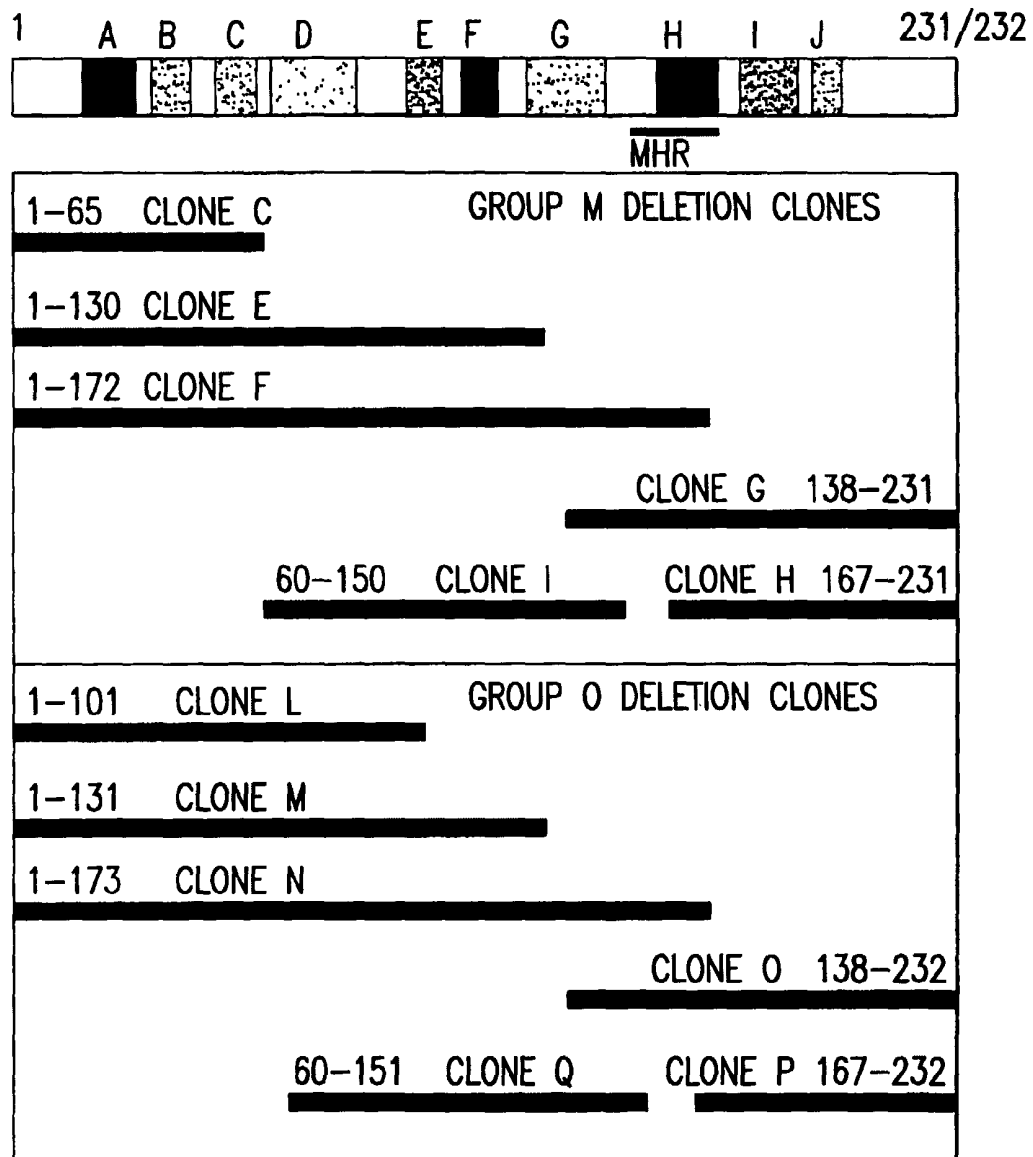 1 A B C D E F G H I J 231/232
MHR
1-65 CLONE C GROUP M DELETION CLONES
1-130 CLONE E
1-172 CLONE F
CLONE G 138-231
60-150 CLONE I CLONE H 167-231
1-101 CLONE L GROUP O DELETION CLONES
1-131 CLONE M
1-173 CLONE N
CLONE O 138-232
60-151 CLONE Q CLONE P 167-232